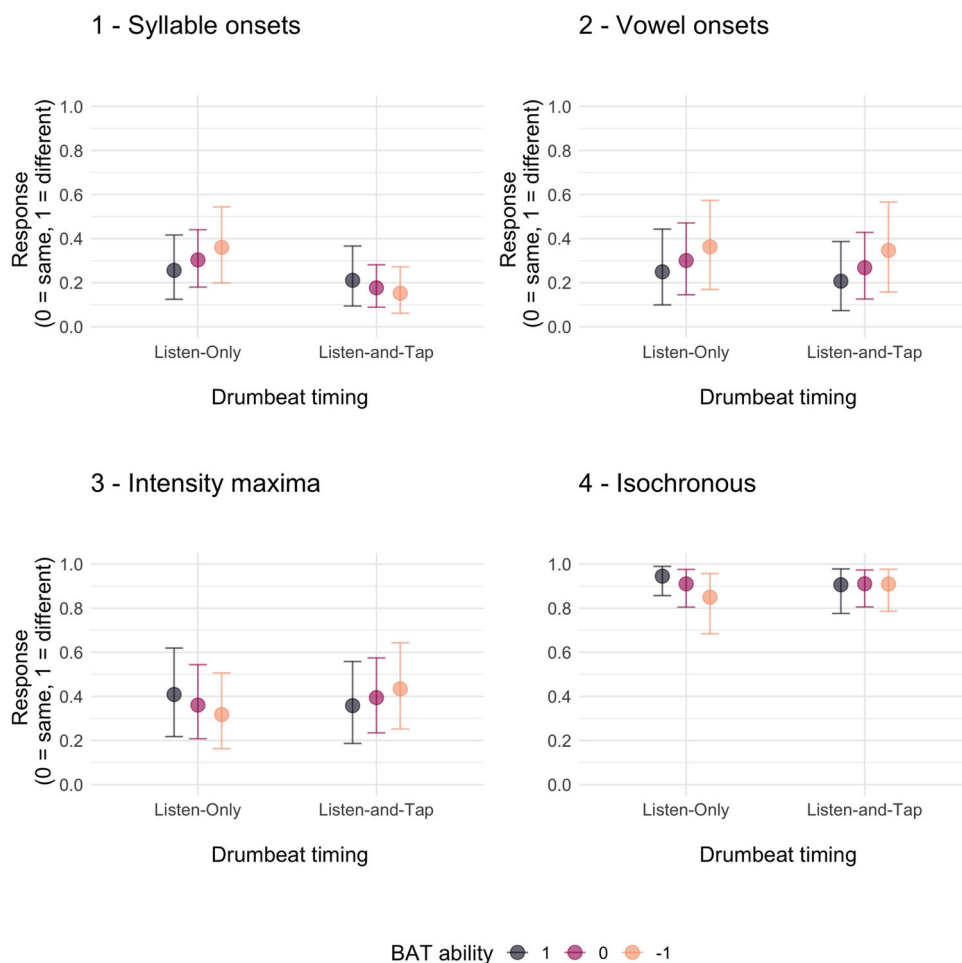 1 - Syllable onsets
Response
(0 = same, 1 = different)
1.0
0.8
0.6
0.4
0.2
0.0
Listen-Only Listen-and-Tap
Drumbeat timing
2 - Vowel onsets
Response
(0 = same, 1 = different)
1.0
0.8
0.6
0.4
0.2
0.0
Listen-Only Listen-and-Tap
Drumbeat timing
3 - Intensity maxima
Response
(0 = same, 1 = different)
1.0
0.8
0.6
0.4
0.2
0.0
Listen-Only Listen-and-Tap
Drumbeat timing
4 - Isochronous
1.0
0.8
0.6
0.4
0.2
0.0
Listen-Only Listen-and-Tap
Drumbeat timing
BAT ability 1 0 -1